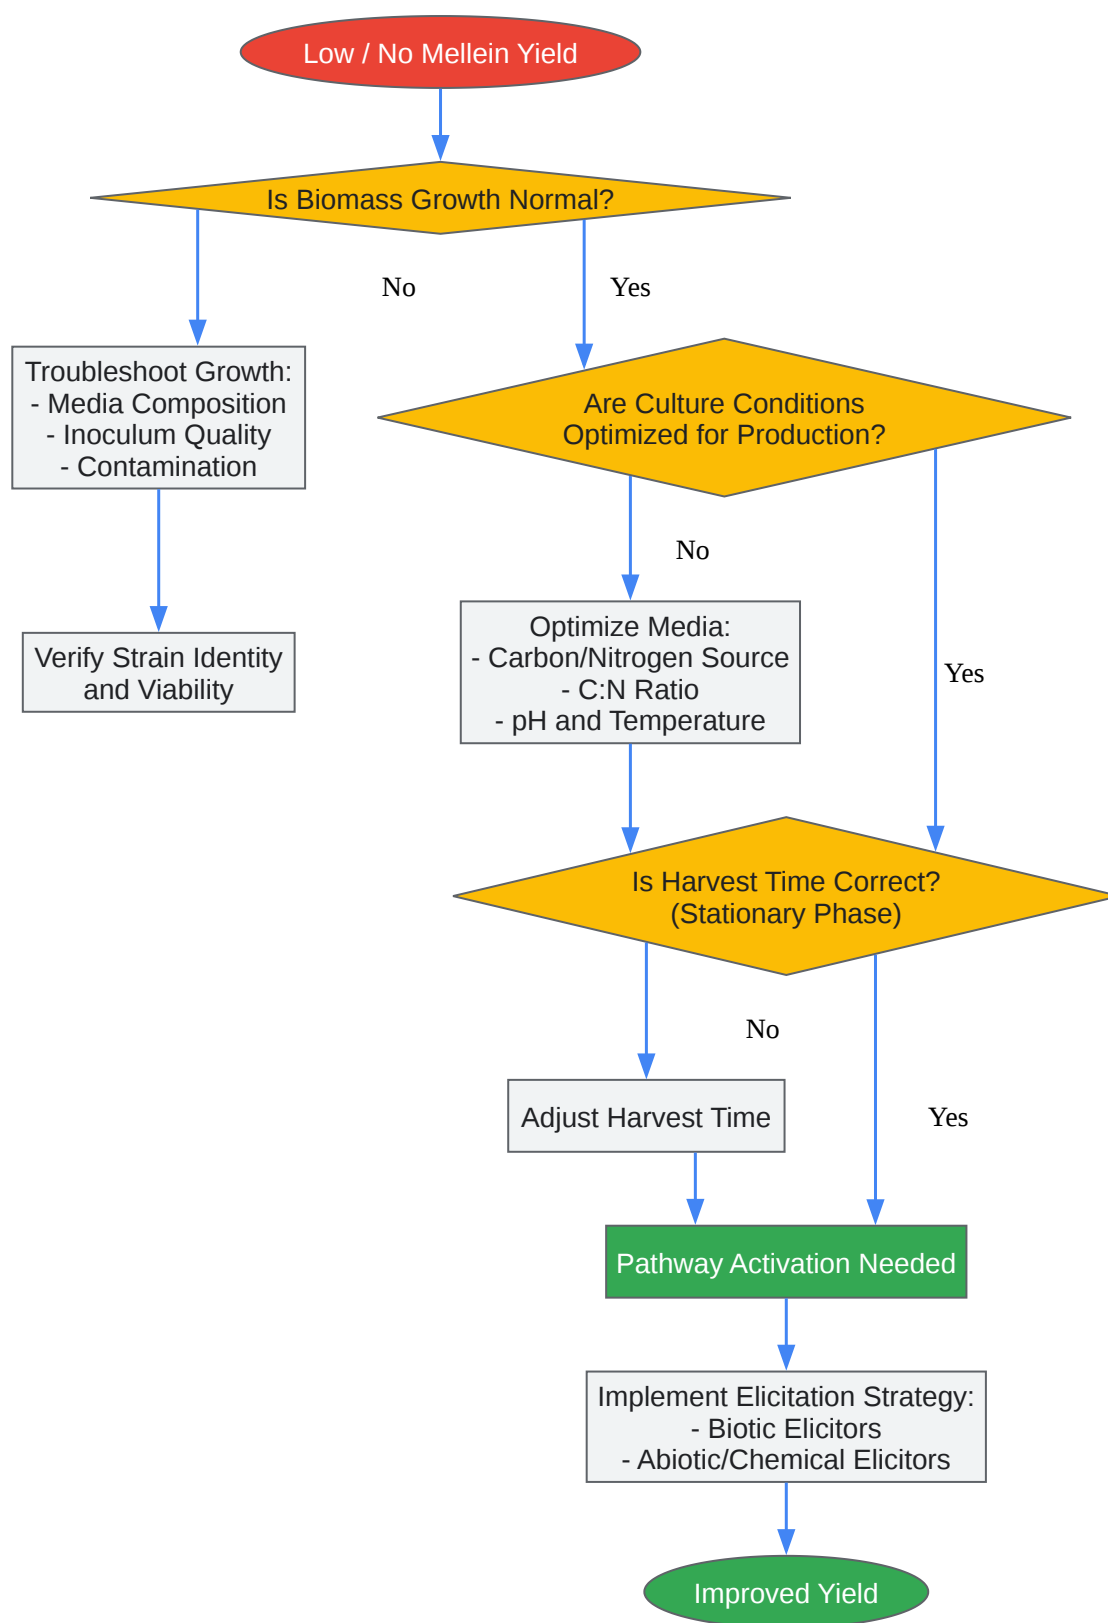 Low / No Mellein Yield
Is Biomass Growth Normal?
No
Yes
Troubleshoot Growth:
- Media Composition
- Inoculum Quality
- Contamination
Are Culture Conditions
Optimized for Production?
No
Yes
Verify Strain Identity
and Viability
Optimize Media:
- Carbon/Nitrogen Source
- C:N Ratio
- pH and Temperature
Is Harvest Time Correct?
(Stationary Phase)
No
Yes
Adjust Harvest Time
Pathway Activation Needed
Implement Elicitation Strategy:
- Biotic Elicitors
- Abiotic/Chemical Elicitors
Improved Yield